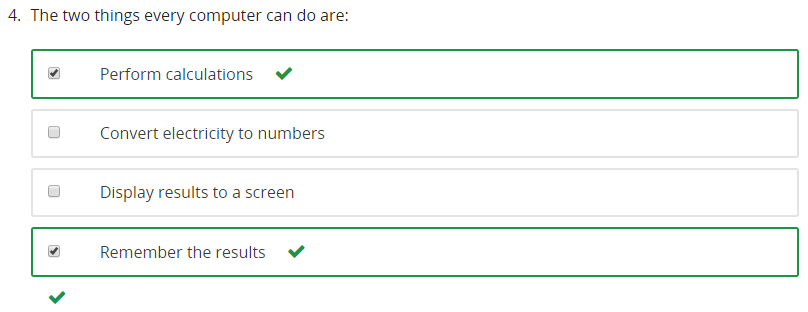 4. The two things every computer can do are:
Perform calculations
Convert electricity to numbers
Display results to a screen
Remember the results